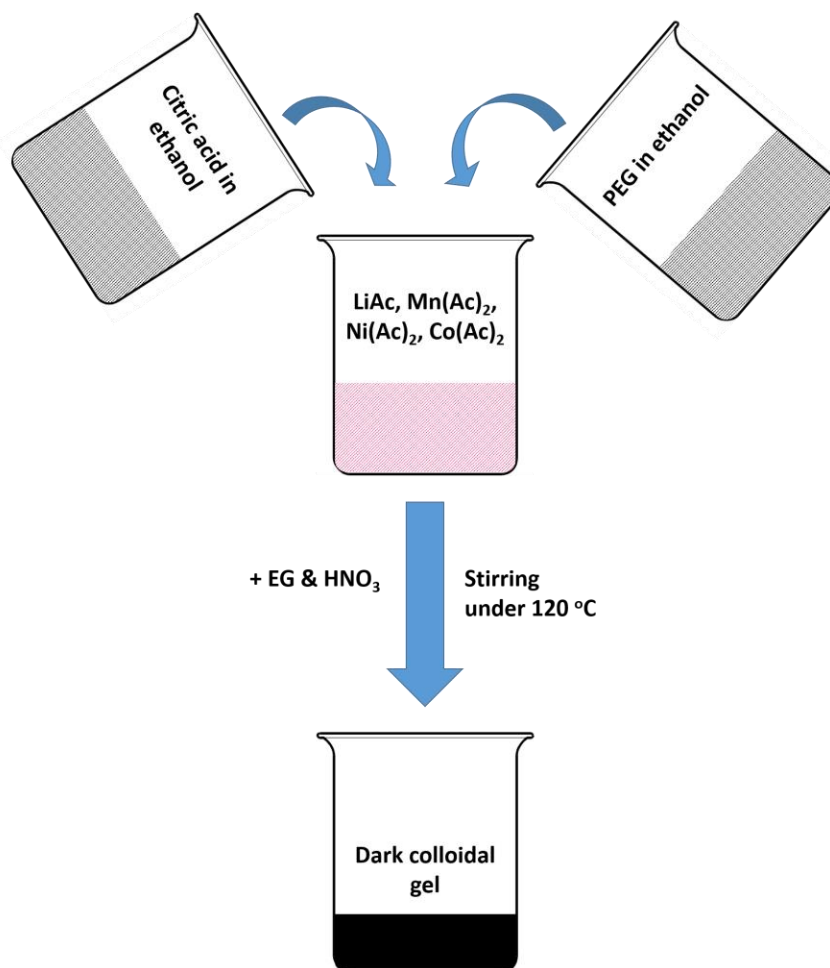 Citric acid in
ethanol
PEG in ethanol
LiAc, Mn(Ac)₂,
Ni(Ac)₂, Co(Ac)₂
+ EG & HNO₃
Stirring
under 120 ºC
Dark colloidal
gel